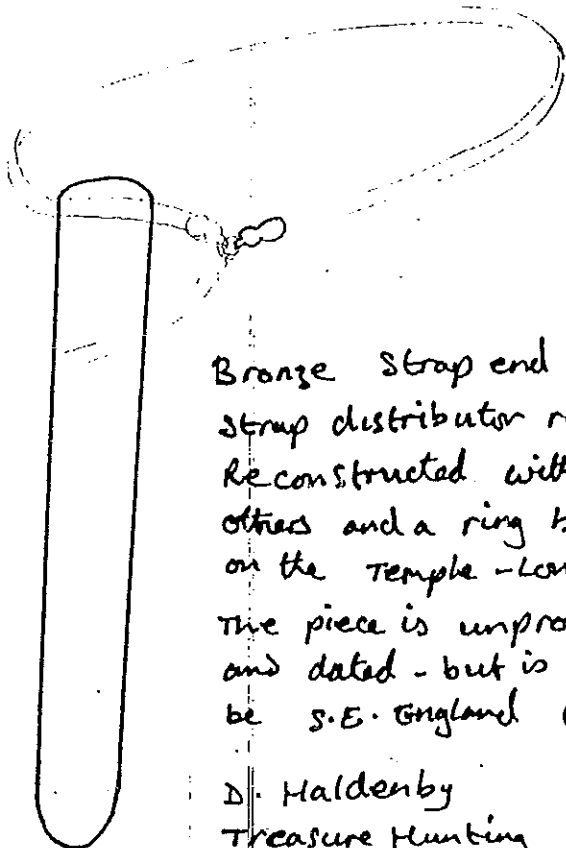 Bronze Strap end
Strap distributor
Reconstructed with
others and a ring
on the Temple-
The piece is
and dated - but is
be S.E. England
D. Haldenby
Treasure Hunting